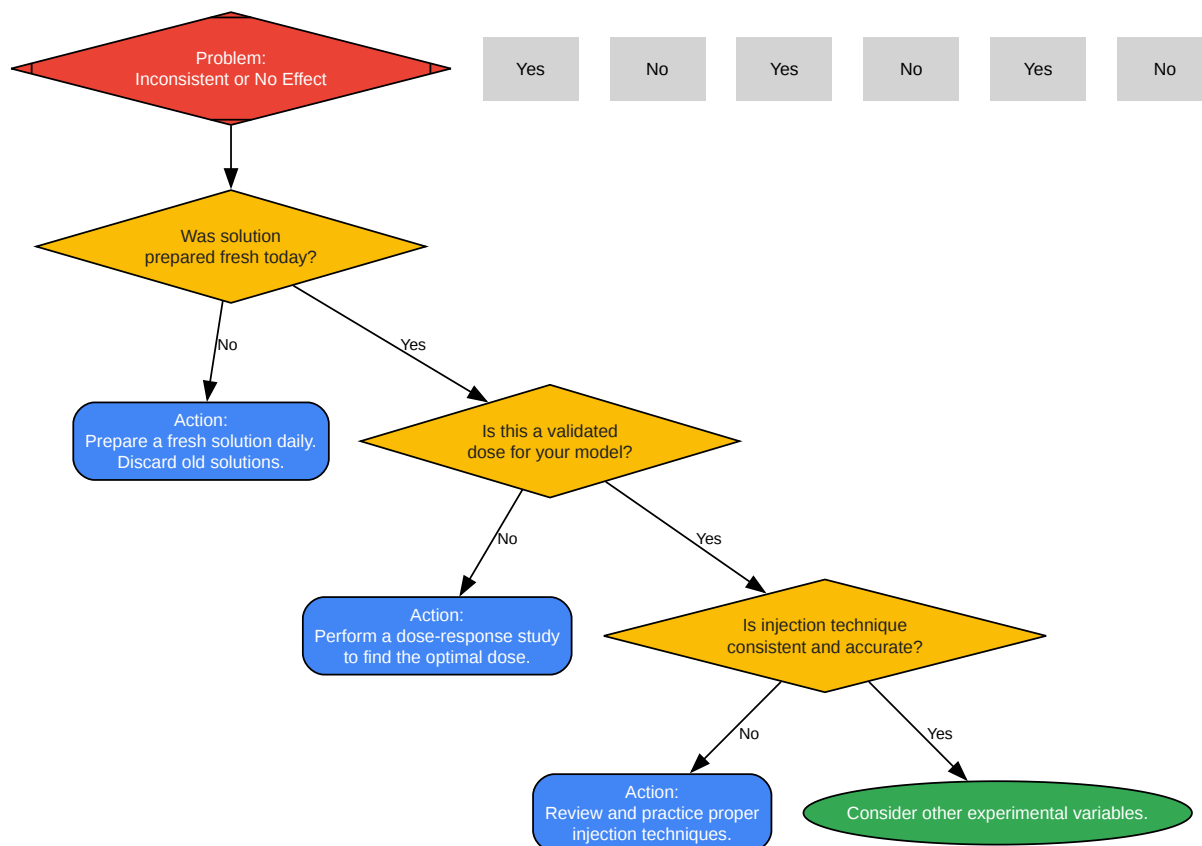 Problem:
Inconsistent or No Effect
Yes
No
Yes
No
Yes
No
Was solution
prepared fresh today?
No
Yes
Action:
Prepare a fresh solution daily.
Discard old solutions.
Is this a validated
dose for your model?
No
Yes
Action:
Perform a dose-response study
to find the optimal dose.
Is injection technique
consistent and accurate?
No
Yes
Action:
Review and practice proper
injection techniques.
Consider other experimental variables.